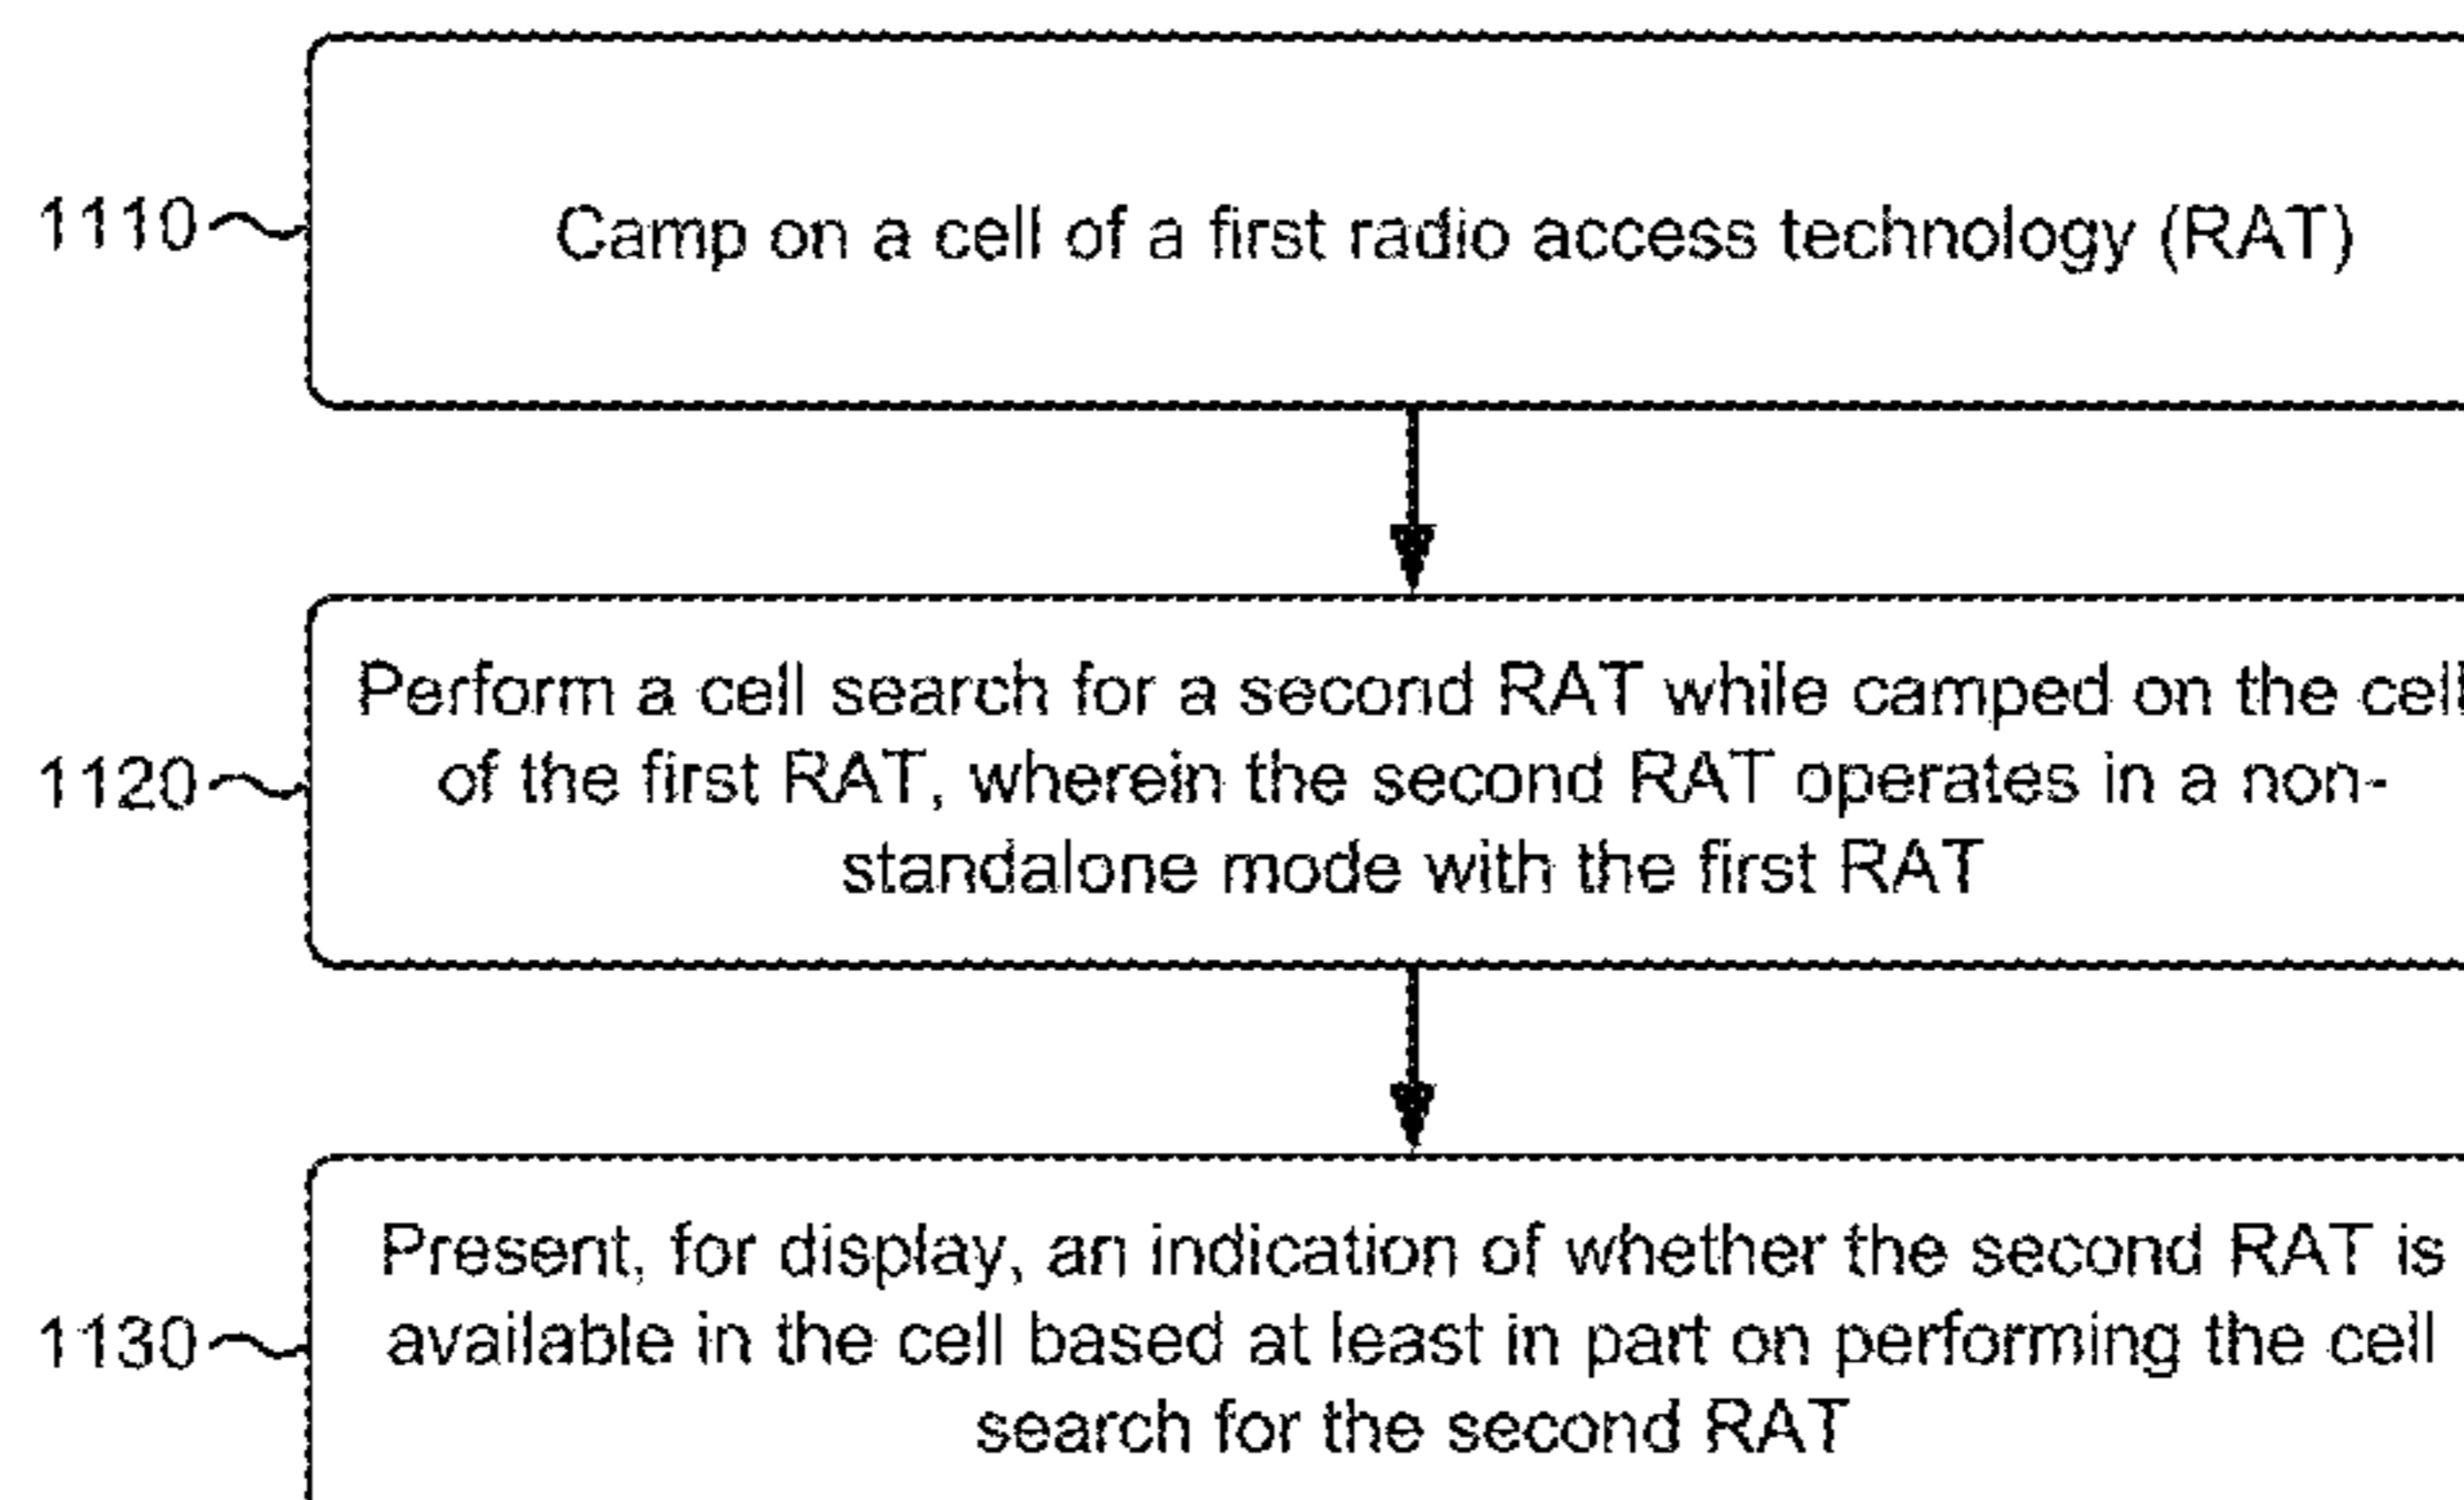 1110
Camp on a cell of a first radio access technology (RAT)
1120
Perform a cell search for a second RAT while camped on the cell
of the first RAT, wherein the second RAT operates in a non-
standalone mode with the first RAT
1130
Present, for display, an indication of whether the second RAT is
available in the cell based at least in part on performing the cell
search for the second RAT